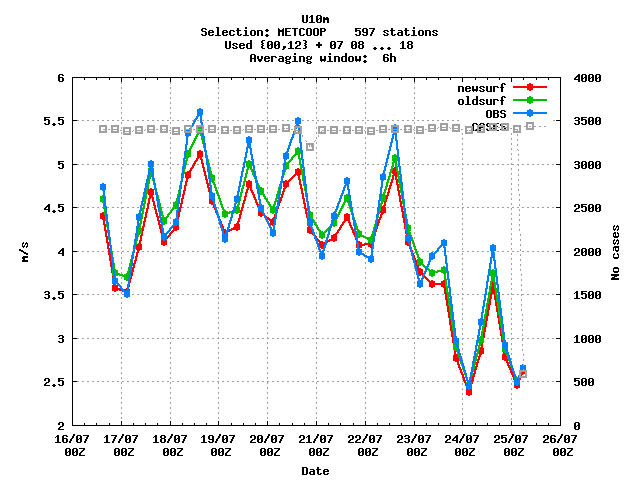 U10m
Selection: METCOOP    597 stations
Used {00,12} + 07 08 ... 18
Averaging window:  6h
6 4000
newsurf
oldsurf
OBS
CASES
5.5 3500
5 3000
4.5 2500
m/s
4 2000
No cases
3.5 1500
3 1000
2.5 500
2 0
16/07 17/07 18/07 19/07 20/07 21/07 22/07 23/07 24/07 25/07 26/07
00Z 00Z 00Z 00Z 00Z 00Z 00Z 00Z 00Z 00Z 00Z
Date